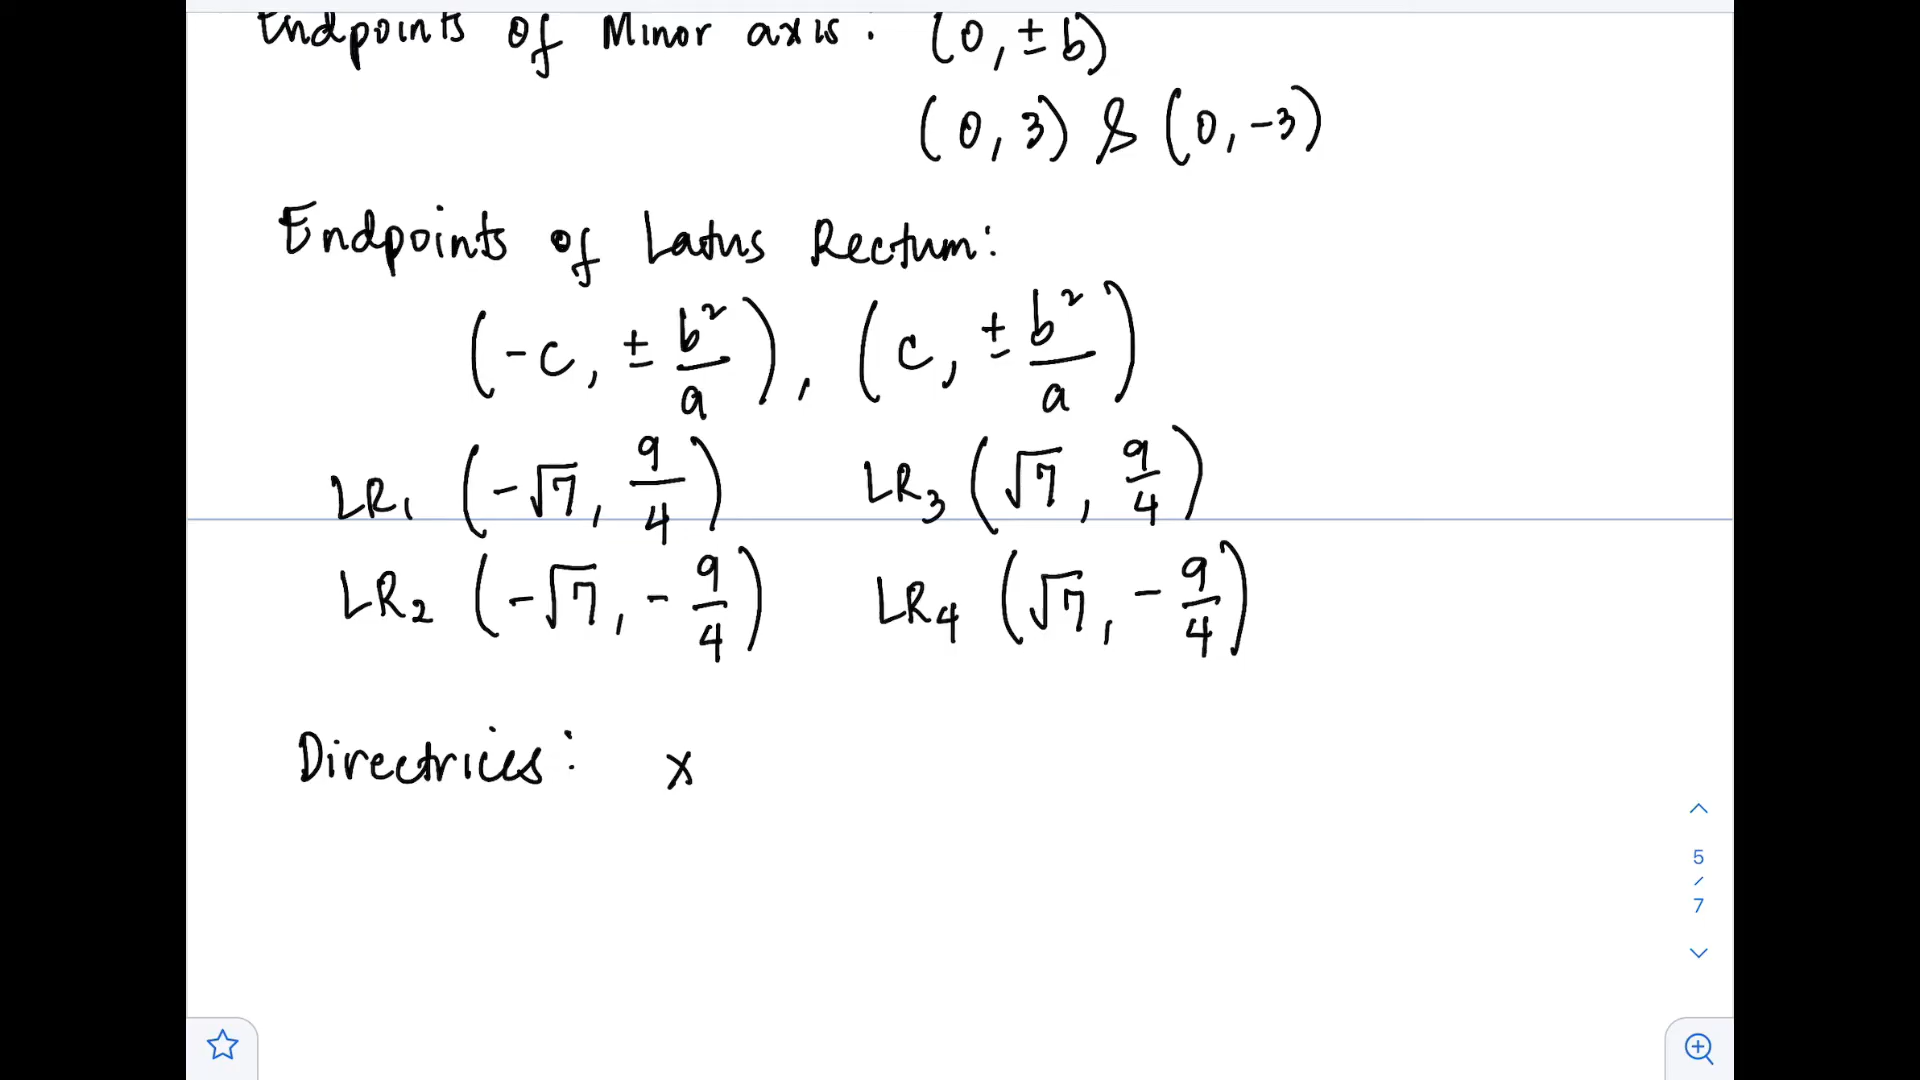 Endpoints of Minor axis: (0, ± b)
(0, 3) & (0, -3)
Endpoints of Latus Rectum:
(-c, ± b²/a), (c, ± b²/a)
LR₁ (-√7, 9/4) LR₃ (√7, 9/4)
LR₂ (-√7, -9/4) LR₄ (√7, -9/4)
Directrices: x
5
/
7